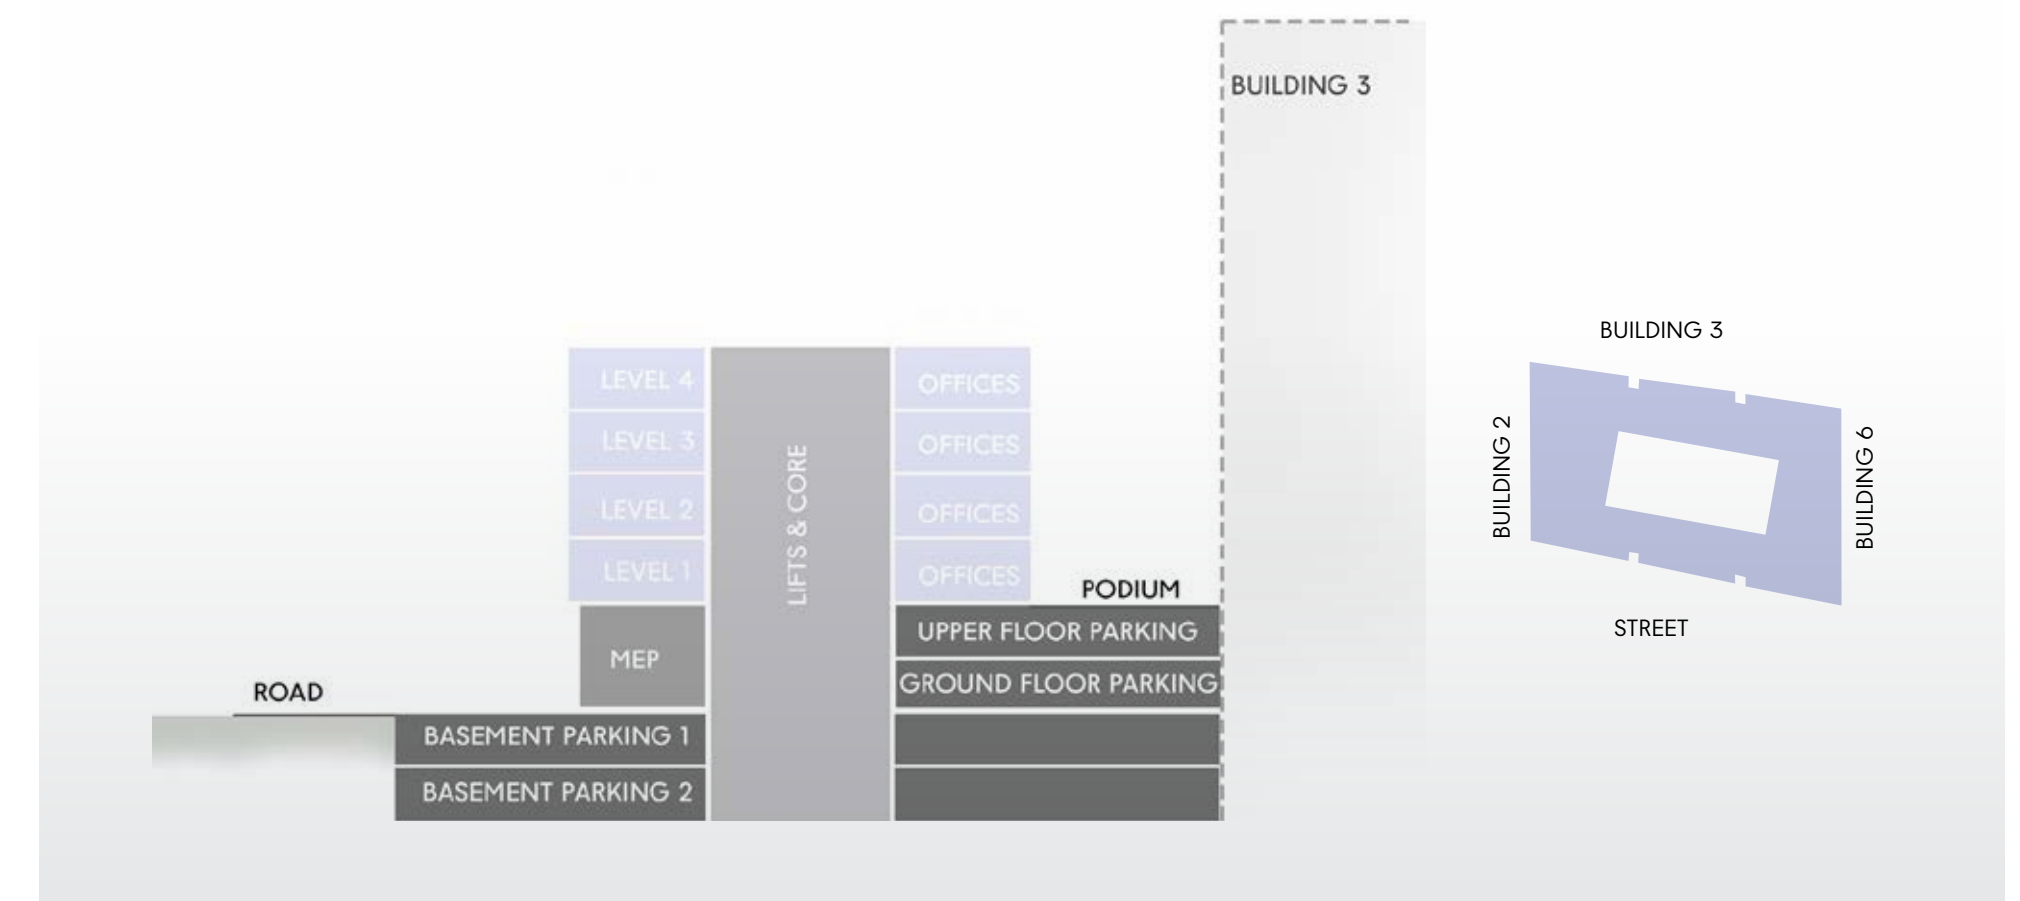 BUILDING 3
LEVEL 4
OFFICES
LEVEL 3
OFFICES
LEVEL 2
OFFICES
LEVEL 1
OFFICES
LIFTS & CORE
PODIUM
UPPER FLOOR PARKING
MEP
GROUND FLOOR PARKING
ROAD
BASEMENT PARKING 1
BASEMENT PARKING 2
BUILDING 3
BUILDING 2
BUILDING 6
STREET